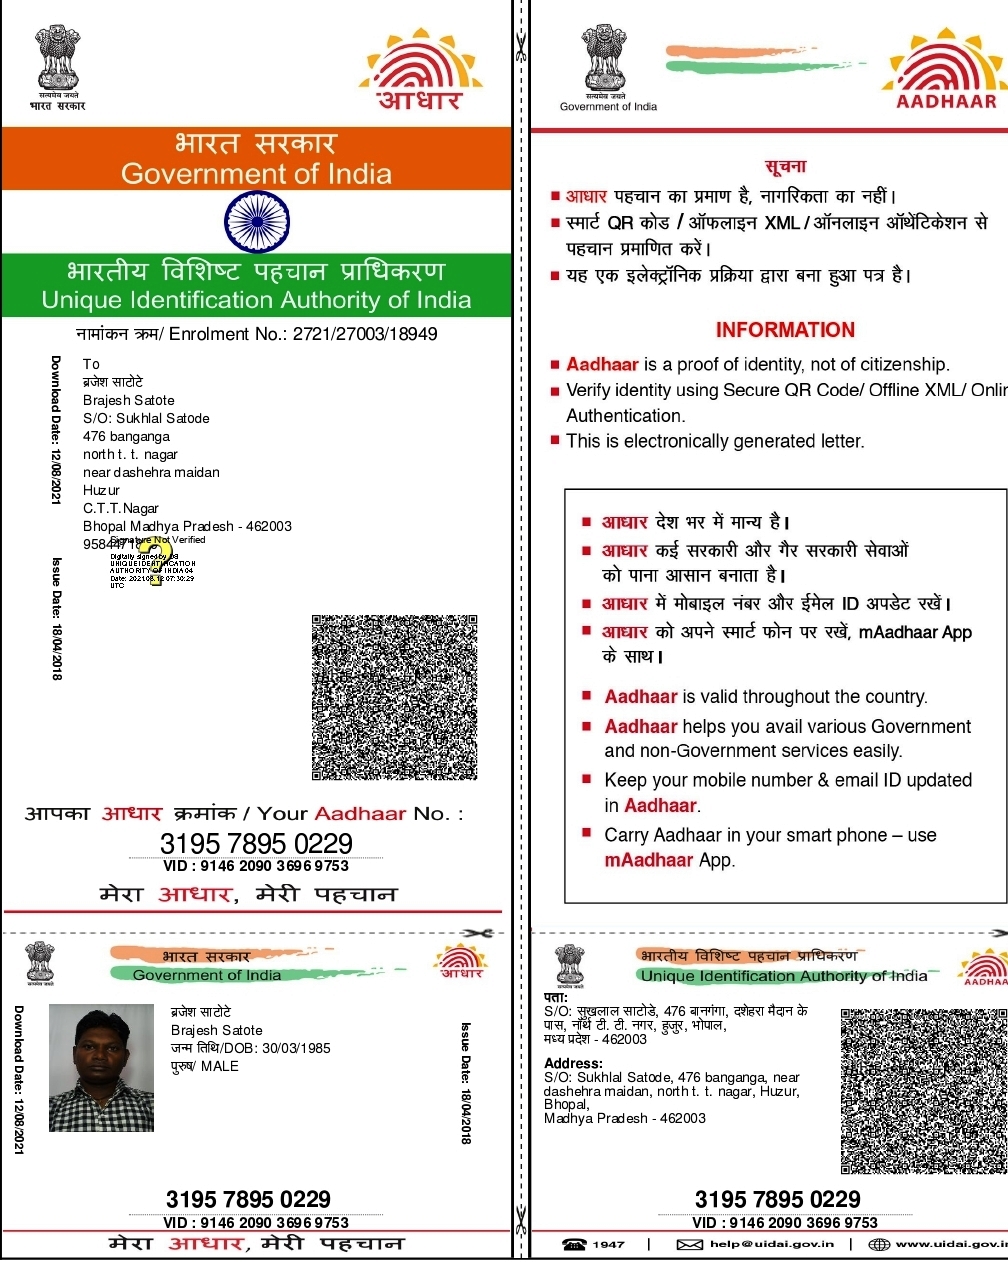 सत्यमेव जयते
भारत सरकार
आधार
भारत सरकार
Government of India
भारतीय विशिष्ट पहचान प्राधिकरण
Unique Identification Authority of India
नामांकन क्रम/ Enrolment No.: 2721/27003/18949
Download Date: 12/08/2021
Issue Date: 18/04/2018
To
ब्रजेश साटोटे
Brajesh Satote
S/O: Sukhlal Satode
476 banganga
north t. t. nagar
near dashehra maidan
Huzur
C.T.T.Nagar
Bhopal Madhya Pradesh - 462003
Signature Not Verified
Digitally signed by DS
UNIQUE IDENTIFICATION
AUTHORITY OF INDIA 04
Date: 2021.08.12 07:30:29
UTC
आपका आधार क्रमांक / Your Aadhaar No. :
3195 7895 0229
VID : 9146 2090 3696 9753
मेरा आधार, मेरी पहचान
भारत सरकार
Government of India
आधार
Download Date: 12/08/2021
ब्रजेश साटोटे
Brajesh Satote
जन्म तिथि/DOB: 30/03/1985
पुरुष/ MALE
Issue Date: 18/04/2018
3195 7895 0229
VID : 9146 2090 3696 9753
मेरा आधार, मेरी पहचान
सत्यमेव जयते
Government of India
AADHAAR
सूचना
आधार पहचान का प्रमाण है, नागरिकता का नहीं।
स्मार्ट QR कोड / ऑफलाइन XML / ऑनलाइन ऑथेंटिकेशन से
पहचान प्रमाणित करें।
यह एक इलेक्ट्रॉनिक प्रक्रिया द्वारा बना हुआ पत्र है।
INFORMATION
Aadhaar is a proof of identity, not of citizenship.
Verify identity using Secure QR Code/ Offline XML/ Onlin
Authentication.
This is electronically generated letter.
आधार देश भर में मान्य है।
आधार कई सरकारी और गैर सरकारी सेवाओं
को पाना आसान बनाता है।
आधार में मोबाइल नंबर और ईमेल ID अपडेट रखें।
आधार को अपने स्मार्ट फोन पर रखें, mAadhaar App
के साथ।
Aadhaar is valid throughout the country.
Aadhaar helps you avail various Government
and non-Government services easily.
Keep your mobile number & email ID updated
in Aadhaar.
Carry Aadhaar in your smart phone – use
mAadhaar App.
भारतीय विशिष्ट पहचान प्राधिकरण
Unique Identification Authority of India
AADHAAR
पता:
S/O: सुखलाल साटोडे, 476 बानगंगा, दशेहरा मैदान के
पास, नॉर्थ टी. टी. नगर, हुजुर, भोपाल,
मध्य प्रदेश - 462003
Address:
S/O: Sukhlal Satode, 476 banganga, near
dashehra maidan, north t. t. nagar, Huzur,
Bhopal,
Madhya Pradesh - 462003
3195 7895 0229
VID : 9146 2090 3696 9753
1947 | help@uidai.gov.in | www.uidai.gov.in